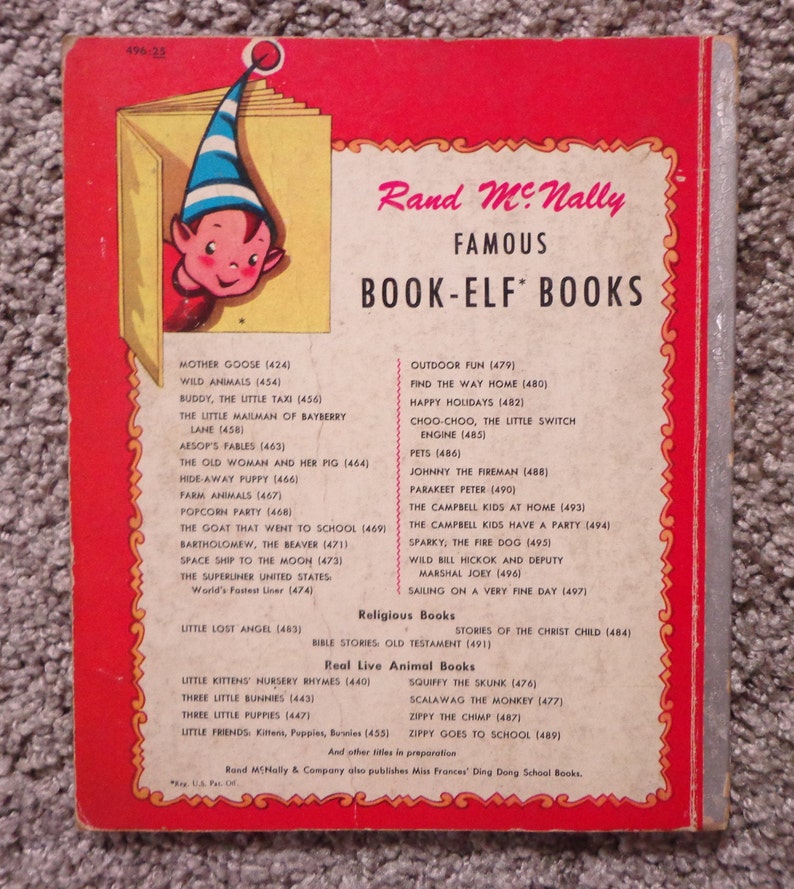 496:25
Rand McNally
FAMOUS
BOOK-ELF* BOOKS
*
MOTHER GOOSE (424)
WILD ANIMALS (454)
BUDDY, THE LITTLE TAXI (456)
THE LITTLE MAILMAN OF BAYBERRY
LANE (458)
AESOP'S FABLES (463)
THE OLD WOMAN AND HER PIG (464)
HIDE-AWAY PUPPY (466)
FARM ANIMALS (467)
POPCORN PARTY (468)
THE GOAT THAT WENT TO SCHOOL (469)
BARTHOLOMEW, THE BEAVER (471)
SPACE SHIP TO THE MOON (473)
THE SUPERLINER UNITED STATES:
World's Fastest Liner (474)
OUTDOOR FUN (479)
FIND THE WAY HOME (480)
HAPPY HOLIDAYS (482)
CHOO-CHOO, THE LITTLE SWITCH
ENGINE (485)
PETS (486)
JOHNNY THE FIREMAN (488)
PARAKEET PETER (490)
THE CAMPBELL KIDS AT HOME (493)
THE CAMPBELL KIDS HAVE A PARTY (494)
SPARKY, THE FIRE DOG (495)
WILD BILL HICKOK AND DEPUTY
MARSHAL JOEY (496)
SAILING ON A VERY FINE DAY (497)
Religious Books
LITTLE LOST ANGEL (483)
STORIES OF THE CHRIST CHILD (484)
BIBLE STORIES: OLD TESTAMENT (491)
Real Live Animal Books
LITTLE KITTENS' NURSERY RHYMES (440)
THREE LITTLE BUNNIES (443)
THREE LITTLE PUPPIES (447)
LITTLE FRIENDS: Kittens, Puppies, Bunnies (455)
SQUIFFY THE SKUNK (476)
SCALAWAG THE MONKEY (477)
ZIPPY THE CHIMP (487)
ZIPPY GOES TO SCHOOL (489)
And other titles in preparation
Rand McNally & Company also publishes Miss Frances' Ding Dong School Books.
*Reg. U.S. Pat. Off.